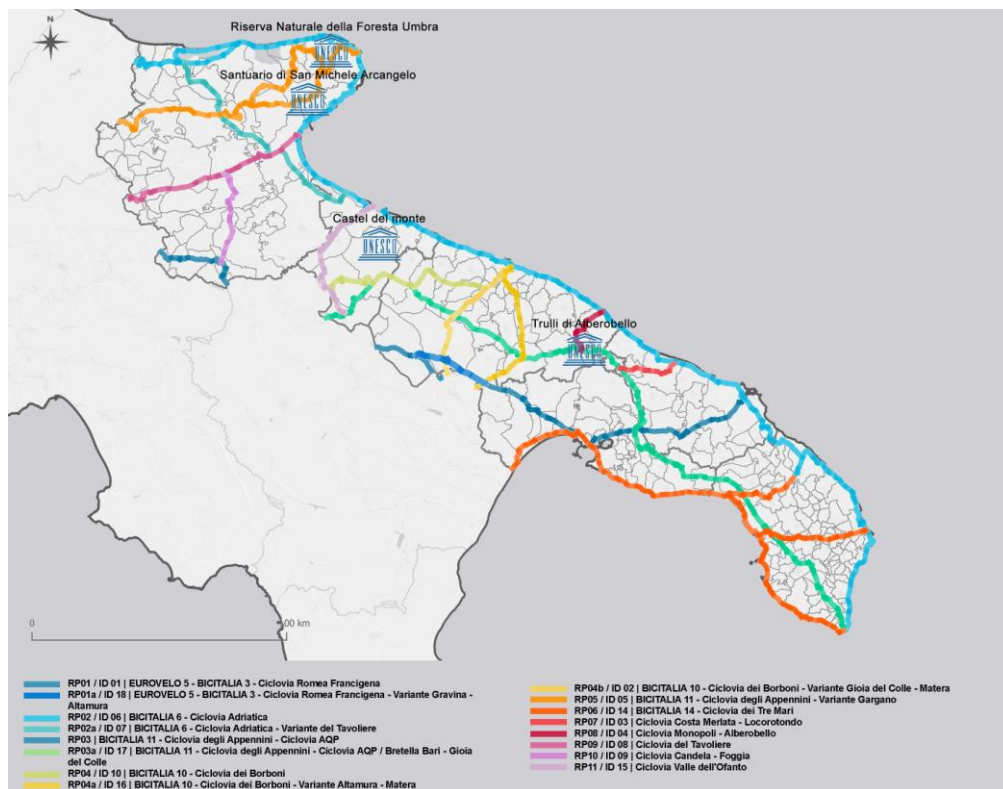 N
Riserva Naturale della Foresta Umbra
UNESCO
Santuario di San Michele Arcangelo
UNESCO
Castel del monte
UNESCO
Trulli di Alberobello
UNESCO
0
00 km
RP01 / ID 01 | EUROVELO 5 - BICITALIA 3 - Ciclovia Romea Francigena
RP01a / ID 18 | EUROVELO 5 - BICITALIA 3 - Ciclovia Romea Francigena - Variante Gravina -
Altamura
RP02 / ID 06 | BICITALIA 6 - Ciclovia Adriatica
RP02a / ID 07 | BICITALIA 6 - Ciclovia Adriatica - Variante del Tavoliere
RP03 | BICITALIA 11 - Ciclovia degli Appennini - Ciclovia AQP
RP03a / ID 17 | BICITALIA 11 - Ciclovia degli Appennini - Ciclovia AQP / Bretella Bari - Gioia
del Colle
RP04 / ID 10 | BICITALIA 10 - Ciclovia dei Borboni
RP04a / ID 16 | BICITALIA 10 - Ciclovia dei Borboni - Variante Altamura - Matera
RP04b / ID 02 | BICITALIA 10 - Ciclovia dei Borboni - Variante Gioia del Colle - Matera
RP05 / ID 05 | BICITALIA 11 - Ciclovia degli Appennini - Variante Gargano
RP06 / ID 14 | BICITALIA 14 - Ciclovia dei Tre Mari
RP07 / ID 03 | Ciclovia Costa Merlata - Locorotondo
RP08 / ID 04 | Ciclovia Monopoli - Alberobello
RP09 / ID 08 | Ciclovia del Tavoliere
RP10 / ID 09 | Ciclovia Candela - Foggia
RP11 / ID 15 | Ciclovia Valle dell'Ofanto